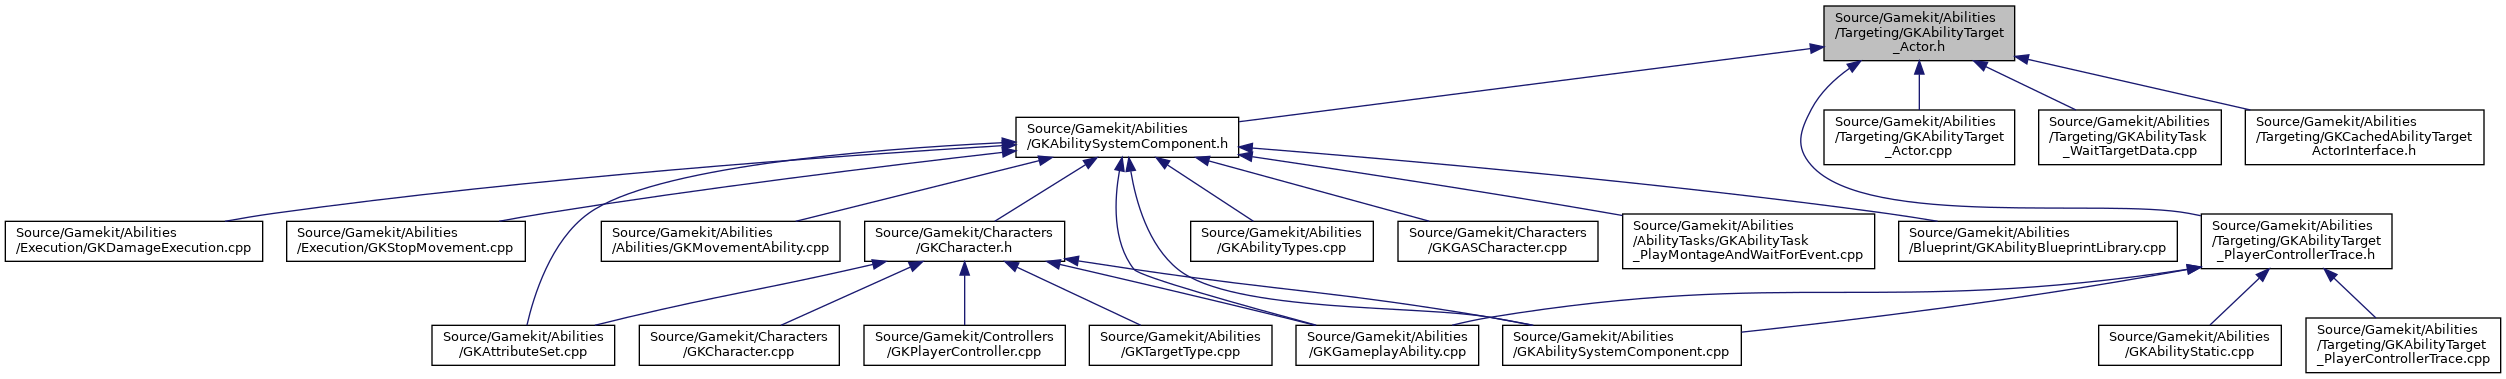 Source/Gamekit/Abilities
/Targeting/GKAbilityTarget
_Actor.h
Source/Gamekit/Abilities
/GKAbilitySystemComponent.h
Source/Gamekit/Abilities
/Targeting/GKAbilityTarget
_Actor.cpp
Source/Gamekit/Abilities
/Targeting/GKAbilityTask
_WaitTargetData.cpp
Source/Gamekit/Abilities
/Targeting/GKCachedAbilityTarget
ActorInterface.h
Source/Gamekit/Abilities
/Execution/GKDamageExecution.cpp
Source/Gamekit/Abilities
/Execution/GKStopMovement.cpp
Source/Gamekit/Abilities
/Abilities/GKMovementAbility.cpp
Source/Gamekit/Characters
/GKCharacter.h
Source/Gamekit/Abilities
/GKAbilityTypes.cpp
Source/Gamekit/Characters
/GKGASCharacter.cpp
Source/Gamekit/Abilities
/AbilityTasks/GKAbilityTask
_PlayMontageAndWaitForEvent.cpp
Source/Gamekit/Abilities
/Blueprint/GKAbilityBlueprintLibrary.cpp
Source/Gamekit/Abilities
/Targeting/GKAbilityTarget
_PlayerControllerTrace.h
Source/Gamekit/Abilities
/GKAttributeSet.cpp
Source/Gamekit/Characters
/GKCharacter.cpp
Source/Gamekit/Controllers
/GKPlayerController.cpp
Source/Gamekit/Abilities
/GKTargetType.cpp
Source/Gamekit/Abilities
/GKGameplayAbility.cpp
Source/Gamekit/Abilities
/GKAbilitySystemComponent.cpp
Source/Gamekit/Abilities
/GKAbilityStatic.cpp
Source/Gamekit/Abilities
/Targeting/GKAbilityTarget
_PlayerControllerTrace.cpp